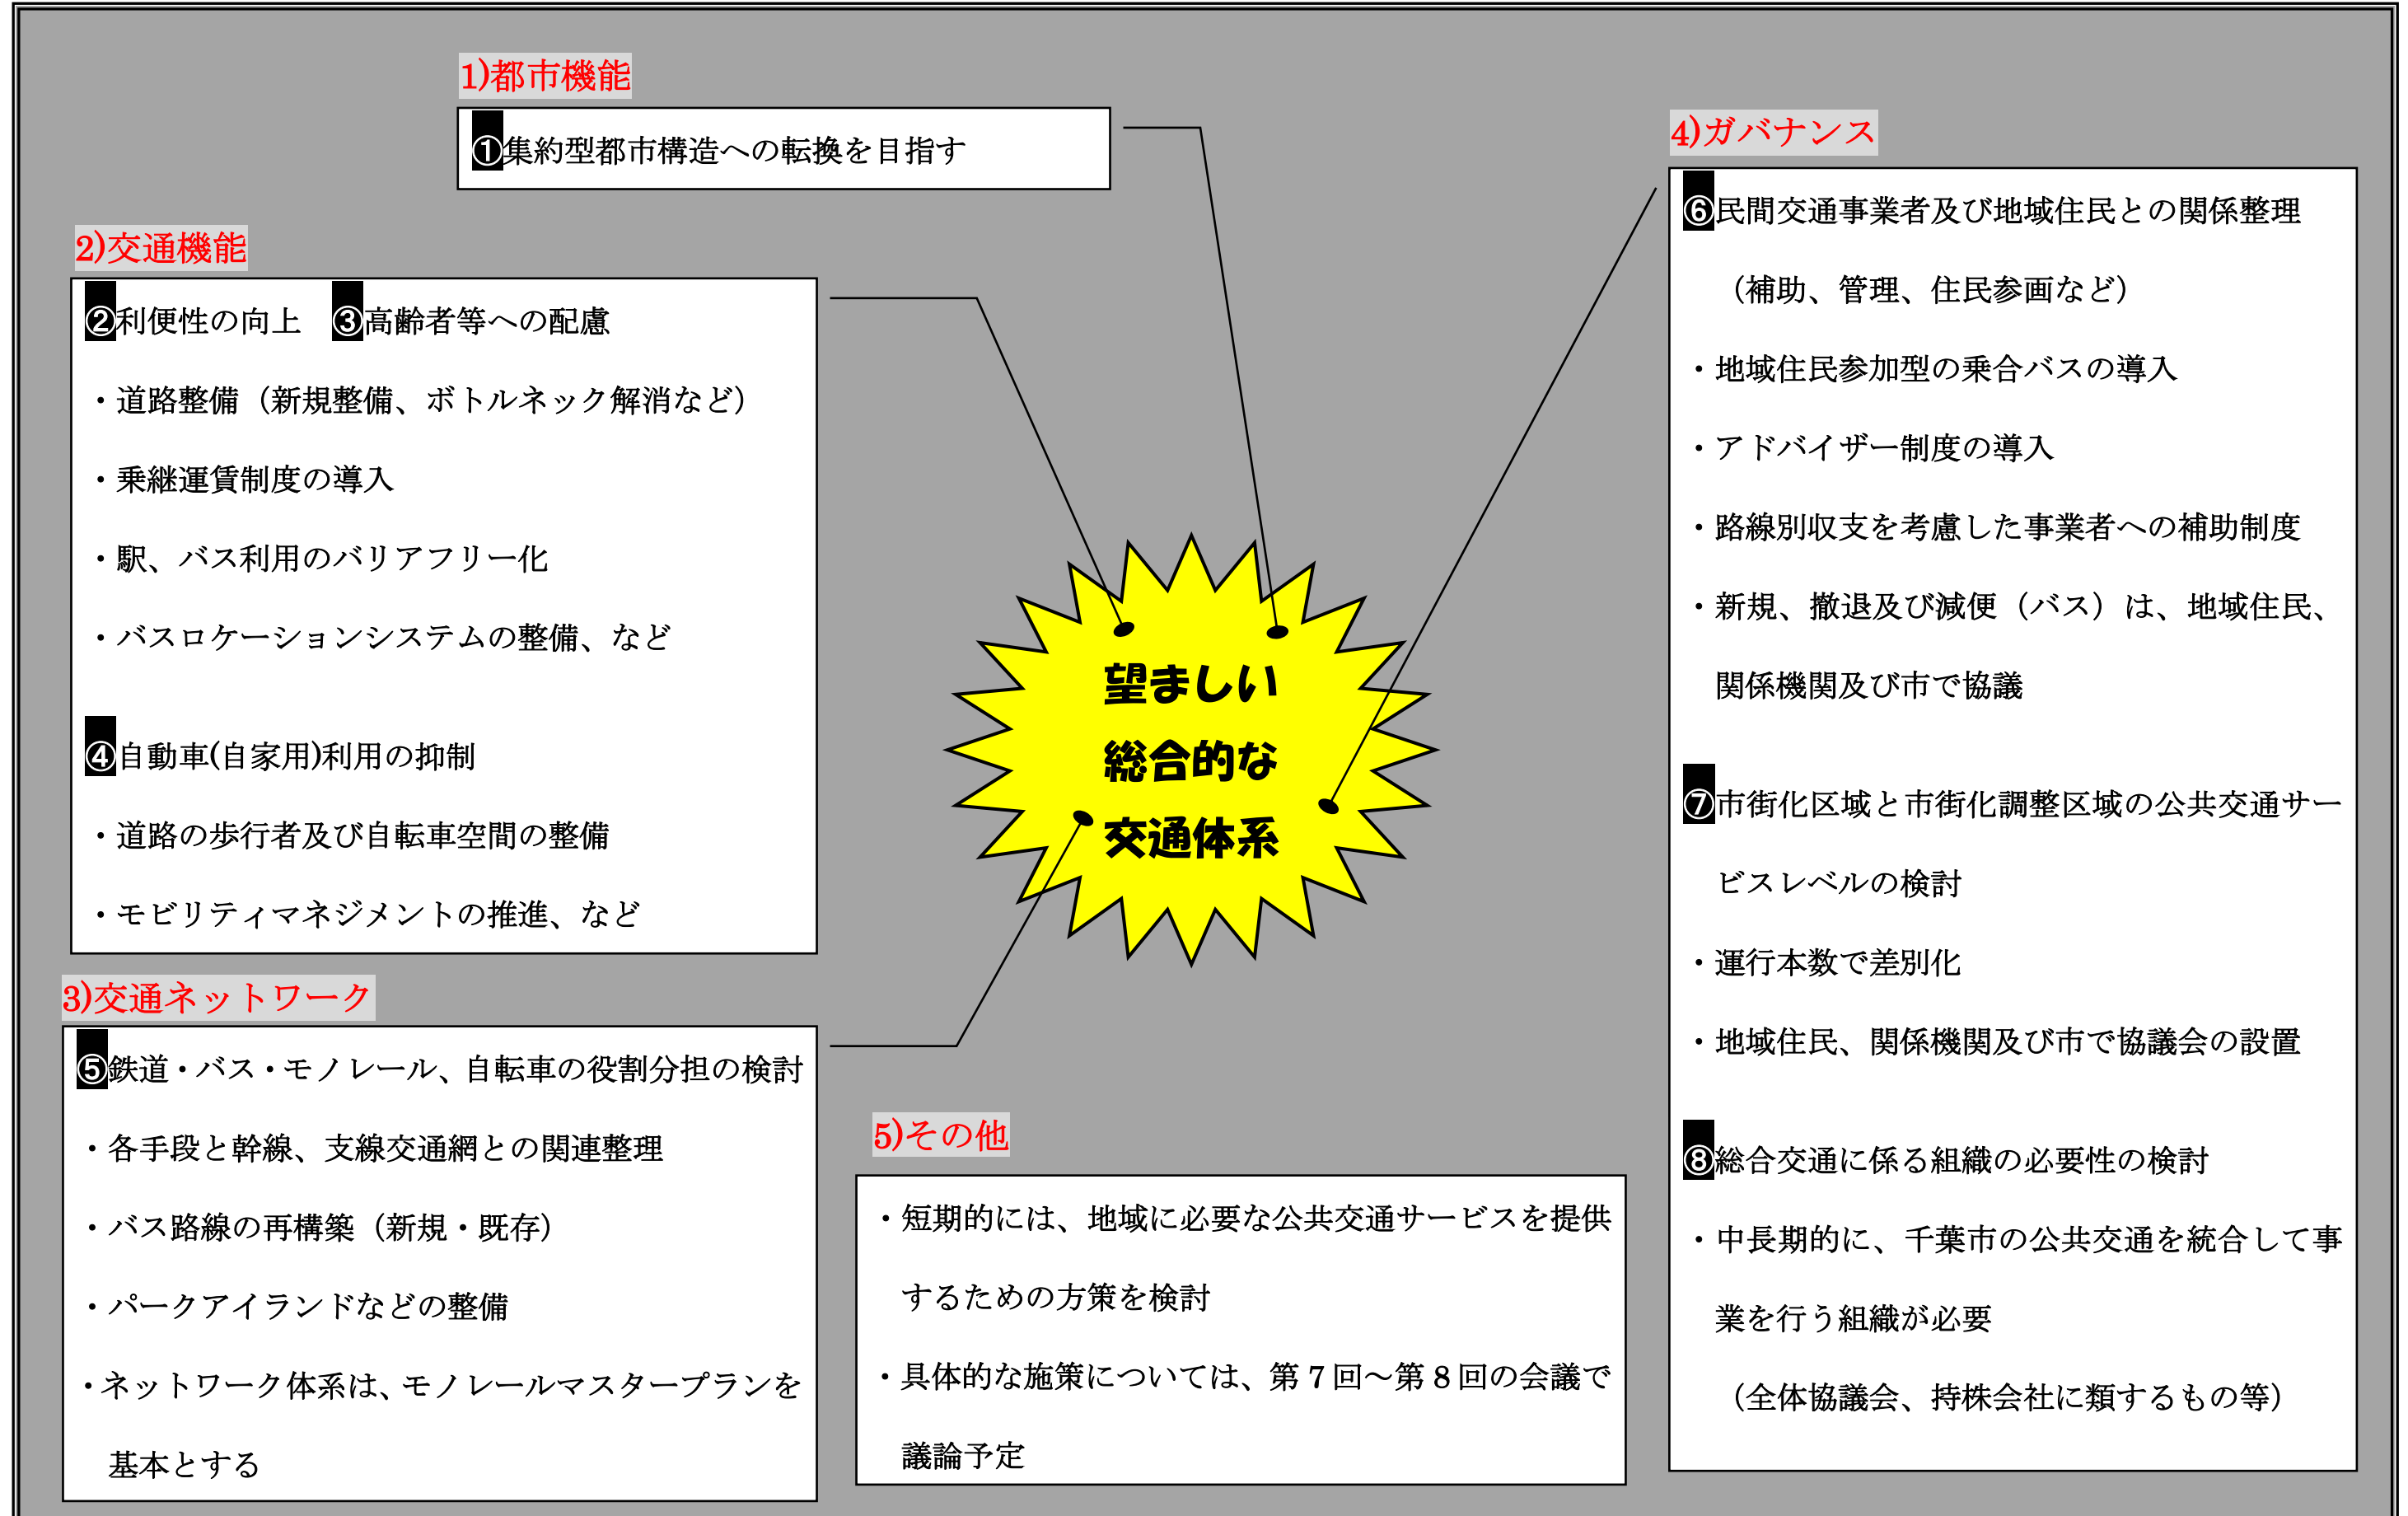 1)都市機能
①集約型都市構造への転換を目指す
2)交通機能
②利便性の向上　③高齢者等への配慮
・道路整備（新規整備、ボトルネック解消など）
・乗継運賃制度の導入
・駅、バス利用のバリアフリー化
・バスロケーションシステムの整備、など
④自動車(自家用)利用の抑制
・道路の歩行者及び自転車空間の整備
・モビリティマネジメントの推進、など
3)交通ネットワーク
⑤鉄道・バス・モノレール、自転車の役割分担の検討
・各手段と幹線、支線交通網との関連整理
・バス路線の再構築（新規・既存）
・パークアイランドなどの整備
・ネットワーク体系は、モノレールマスタープランを
基本とする
望ましい
総合的な
交通体系
4)ガバナンス
⑥民間交通事業者及び地域住民との関係整理
（補助、管理、住民参画など）
・地域住民参加型の乗合バスの導入
・アドバイザー制度の導入
・路線別収支を考慮した事業者への補助制度
・新規、撤退及び減便（バス）は、地域住民、
関係機関及び市で協議
⑦市街化区域と市街化調整区域の公共交通サー
ビスレベルの検討
・運行本数で差別化
・地域住民、関係機関及び市で協議会の設置
⑧総合交通に係る組織の必要性の検討
・中長期的に、千葉市の公共交通を統合して事
業を行う組織が必要
（全体協議会、持株会社に類するもの等）
5)その他
・短期的には、地域に必要な公共交通サービスを提供
するための方策を検討
・具体的な施策については、第7回～第8回の会議で
議論予定